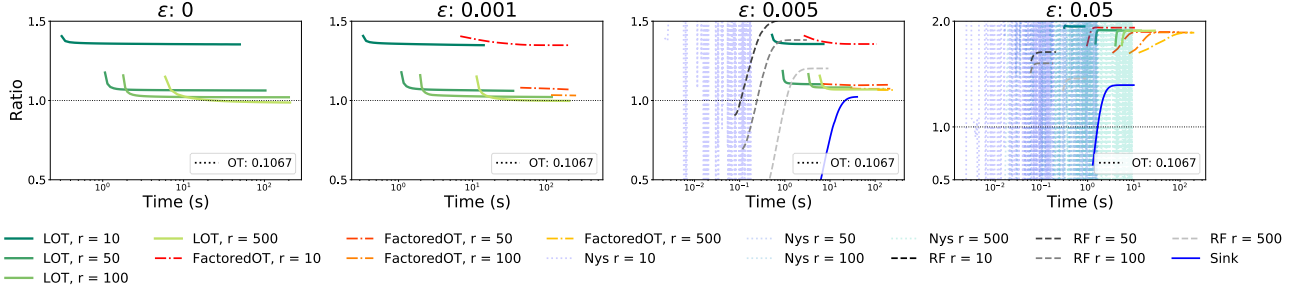 ε: 0
ε: 0.001
ε: 0.005
ε: 0.05
Ratio
1.5
1.0
0.5
OT: 0.1067
10⁰ 10¹ 10²
Time (s)
1.5
1.0
0.5
OT: 0.1067
10⁰ 10¹ 10²
Time (s)
1.5
1.0
0.5
OT: 0.1067
10⁻² 10⁻¹ 10⁰ 10¹ 10²
Time (s)
2.0
1.0
0.5
OT: 0.1067
10⁻² 10⁻¹ 10⁰ 10¹ 10²
Time (s)
LOT, r = 10
LOT, r = 50
LOT, r = 100
LOT, r = 500
FactoredOT, r = 10
FactoredOT, r = 50
FactoredOT, r = 100
FactoredOT, r = 500
Nys r = 10
Nys r = 50
Nys r = 100
Nys r = 500
RF r = 10
RF r = 50
RF r = 100
RF r = 500
Sink